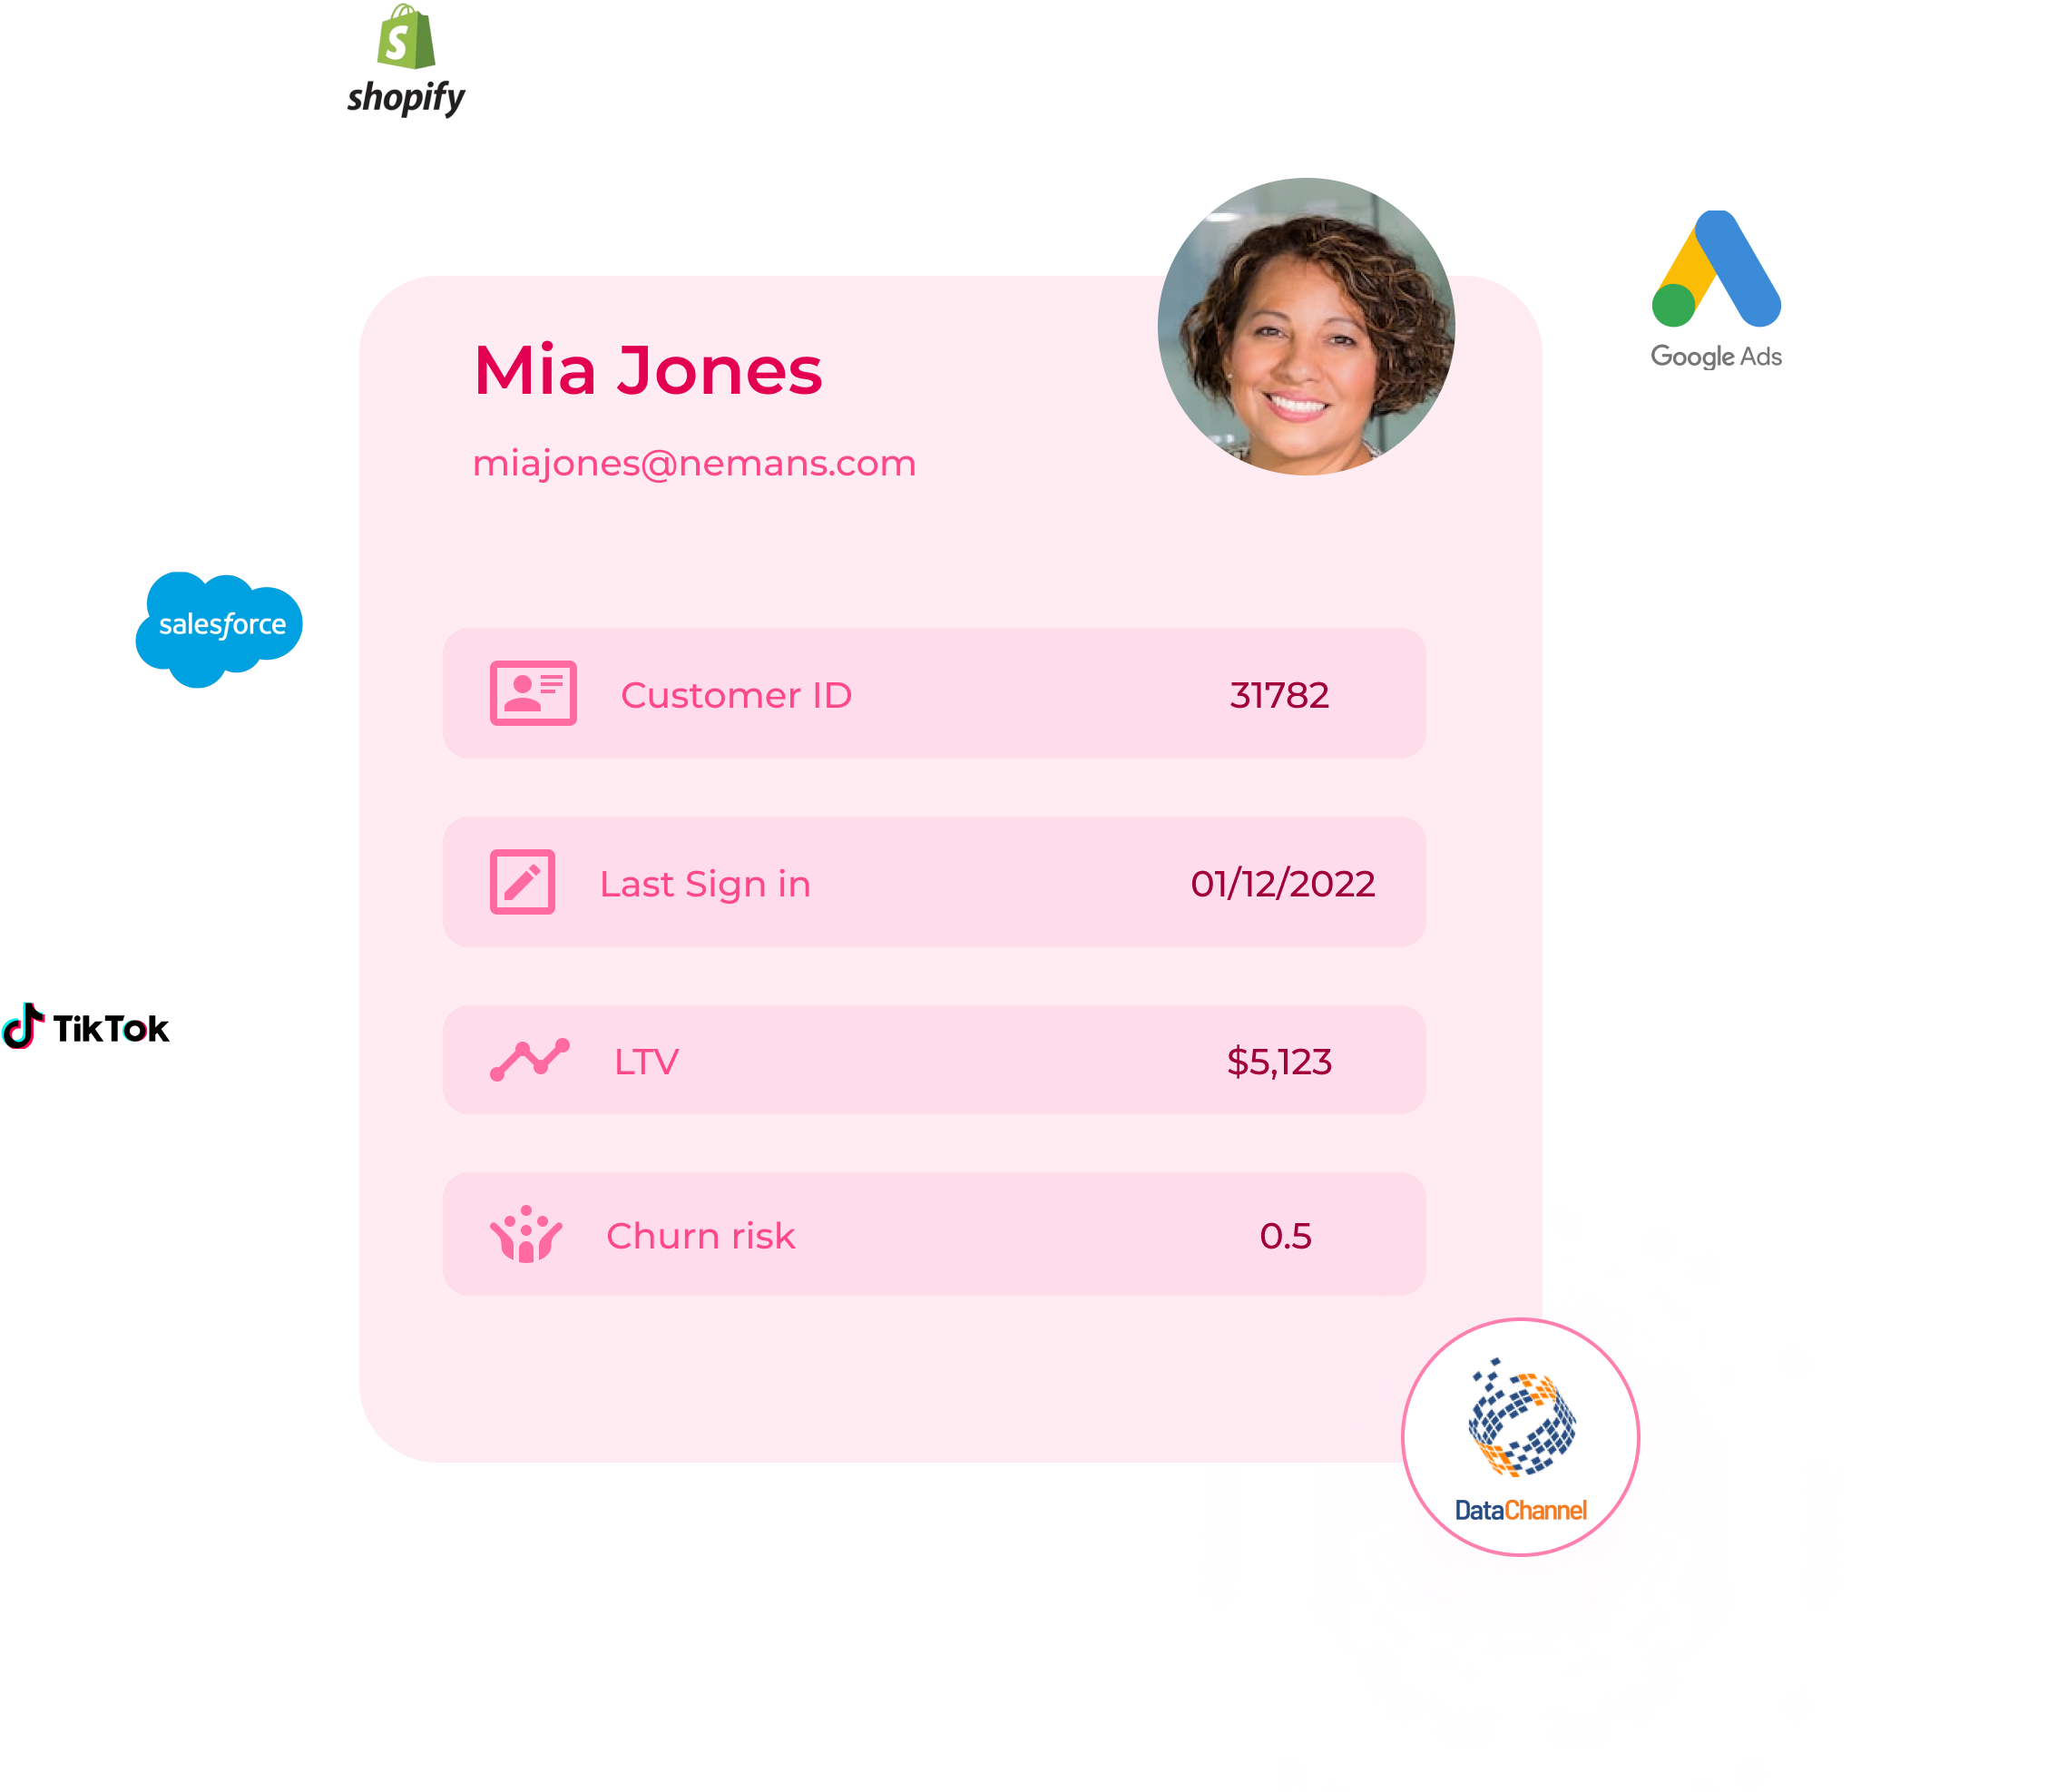 shopify
Google Ads
Mia Jones
miajones@nemans.com
salesforce
Customer ID 31782
Last Sign in 01/12/2022
TikTok
LTV $5,123
Churn risk 0.5
DataChannel